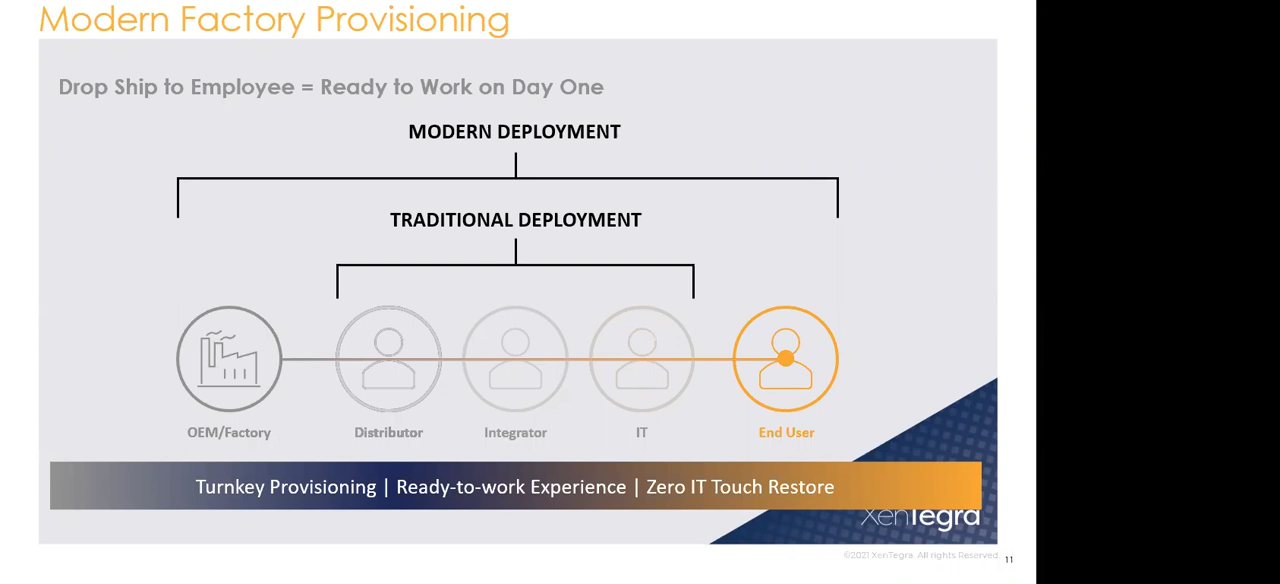 Modern Factory Provisioning
Drop Ship to Employee = Ready to Work on Day One
MODERN DEPLOYMENT
TRADITIONAL DEPLOYMENT
OEM/Factory
Distributor
Integrator
IT
End User
Turnkey Provisioning | Ready-to-work Experience | Zero IT Touch Restore
XenTegra
©2021 XenTegra. All rights Reserved.
11